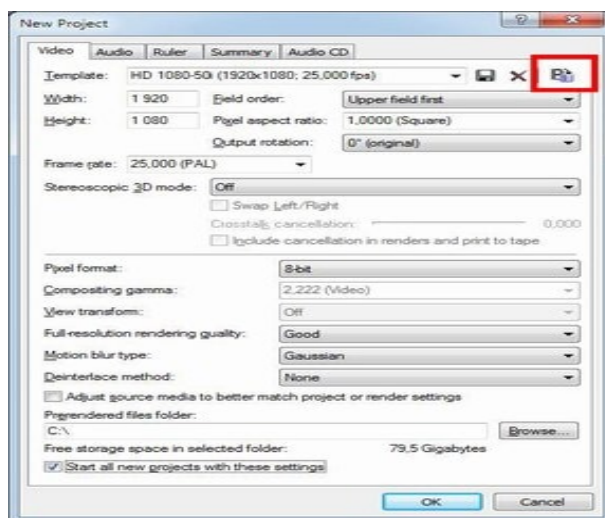 New Project
Video Audio Ruler Summary Audio CD
Template: HD 1080-50i (1920x1080; 25,000 fps)
Width: 1 920 Field order: Upper field first
Height: 1 080 Pixel aspect ratio: 1,0000 (Square)
Output rotation: 0° (original)
Frame rate: 25,000 (PAL)
Stereoscopic 3D mode: Off
Swap Left/Right
Crosstalk cancellation: 0,000
Include cancellation in renders and print to tape
Pixel format: 8-bit
Compositing gamma: 2,222 (Video)
View transform: Off
Full-resolution rendering quality: Good
Motion blur type: Gaussian
Deinterlace method: None
Adjust source media to better match project or render settings
Prerendered files folder:
C:\ Browse...
Free storage space in selected folder: 79,5 Gigabytes
Start all new projects with these settings
OK Cancel